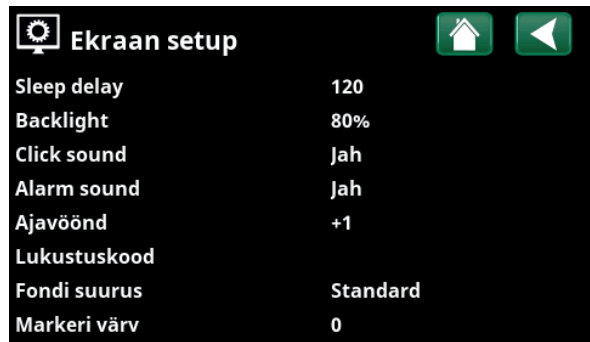 Ekraan setup
Sleep delay 120
Backlight 80%
Click sound Jah
Alarm sound Jah
Ajavöönd +1
Lukustuskood
Fondi suurus Standard
Markeri värv 0